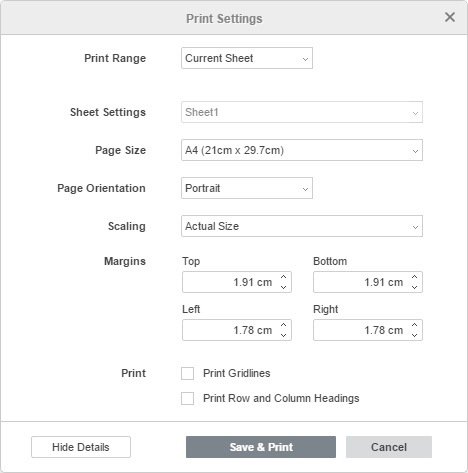 Print Settings
Print Range Current Sheet
Sheet Settings Sheet1
Page Size A4 (21cm x 29.7cm)
Page Orientation Portrait
Scaling Actual Size
Margins Top Bottom
1.91 cm 1.91 cm
Left Right
1.78 cm 1.78 cm
Print Print Gridlines
Print Row and Column Headings
Hide Details Save & Print Cancel